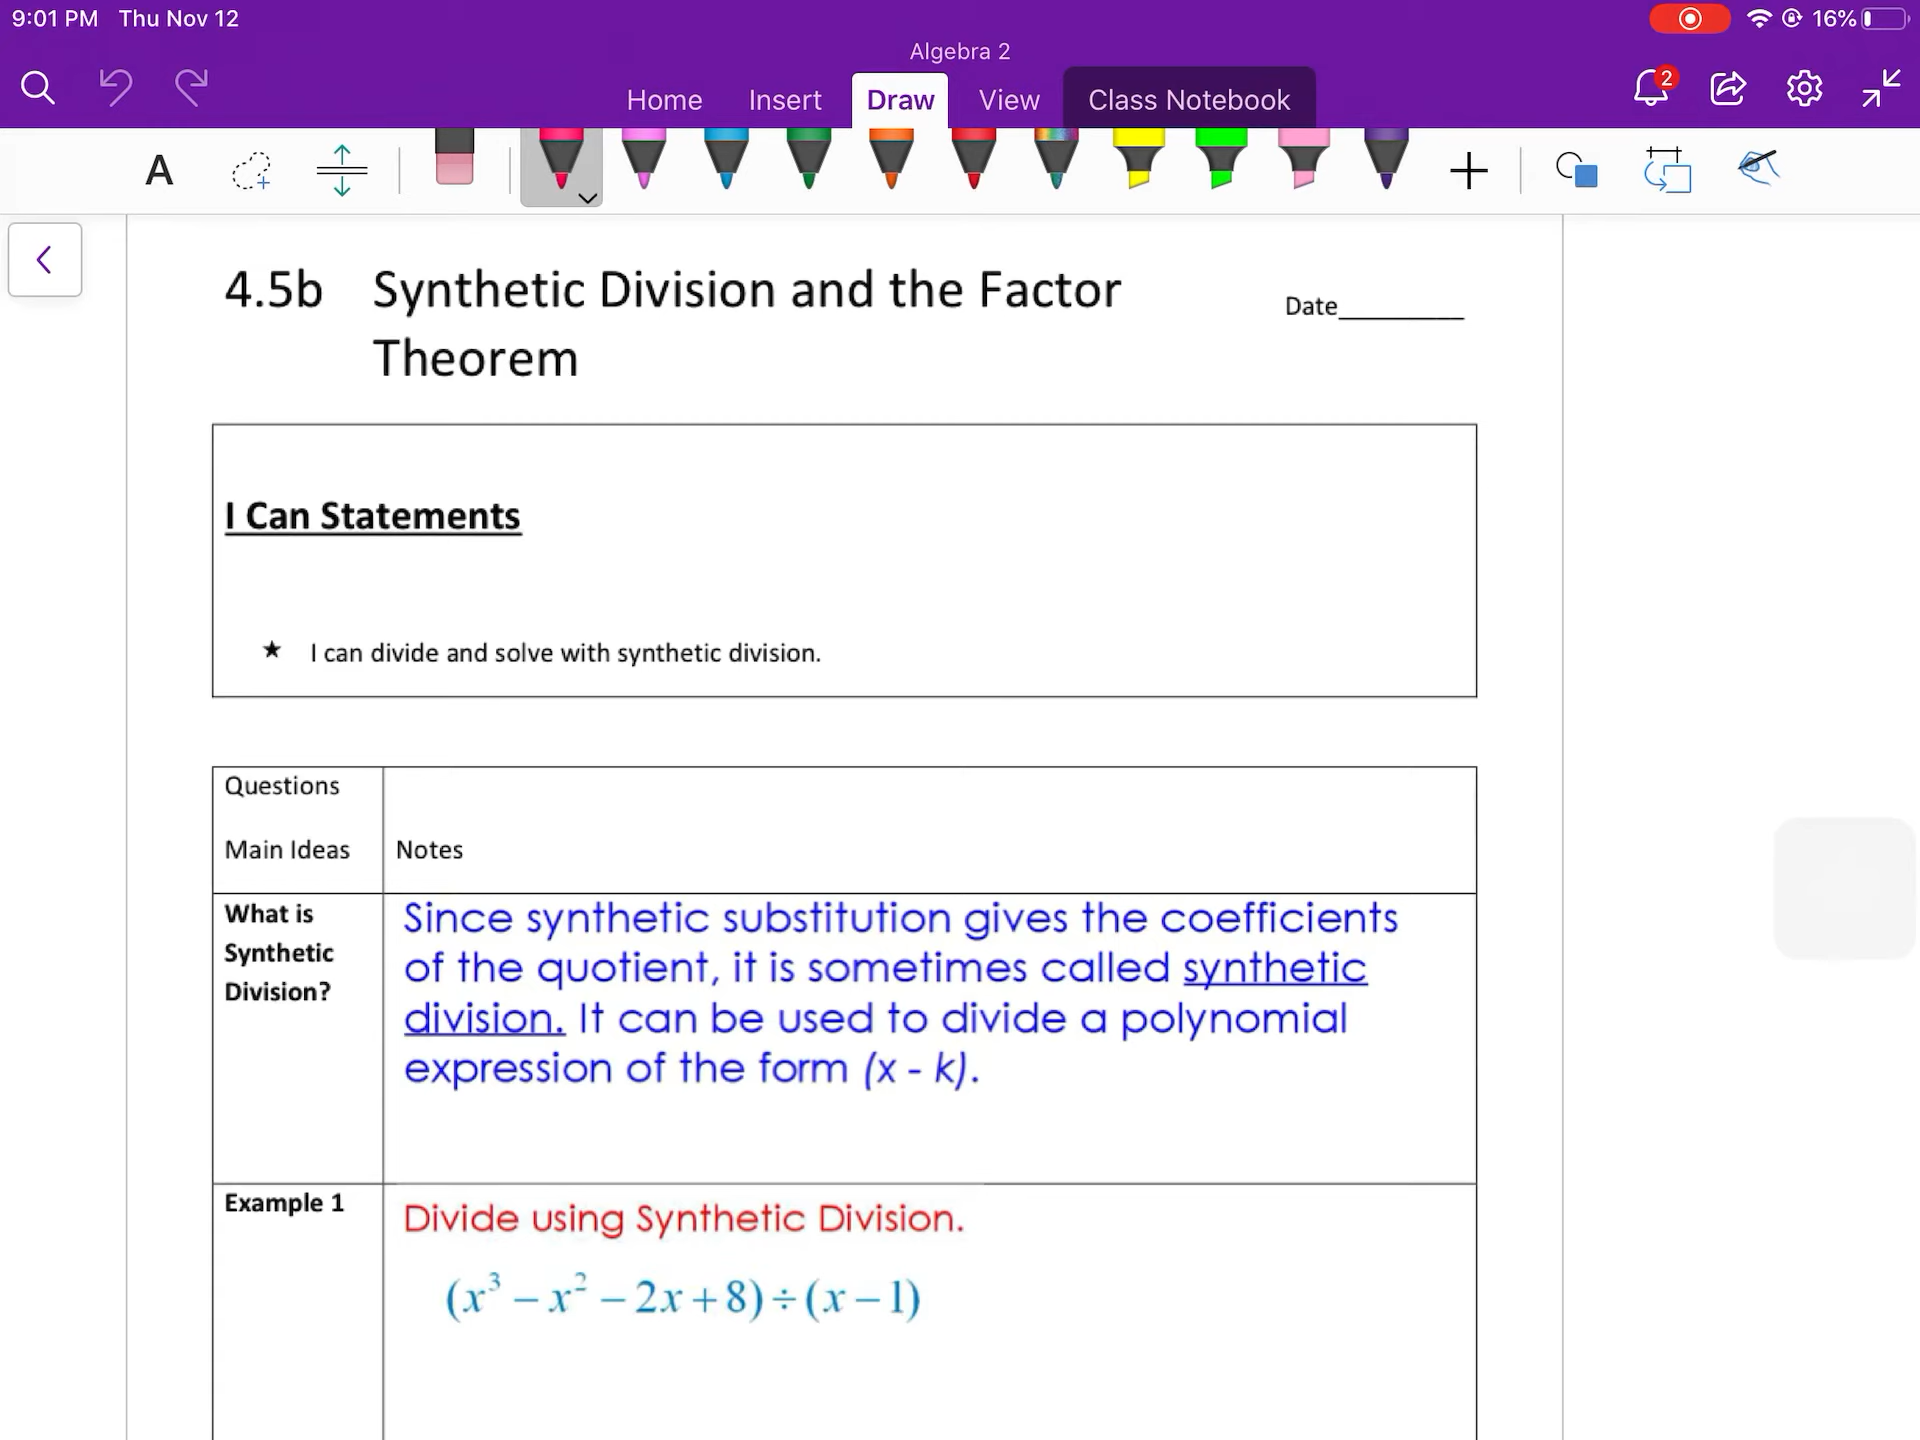 9:01 PM Thu Nov 12
16%
Algebra 2
2
Home Insert Draw View Class Notebook
A
4.5b Synthetic Division and the Factor
Theorem
Date_________
I Can Statements
★ I can divide and solve with synthetic division.
Questions
Main Ideas
Notes
What is
Synthetic
Division?
Since synthetic substitution gives the coefficients
of the quotient, it is sometimes called synthetic
division. It can be used to divide a polynomial
expression of the form (x - k).
Example 1
Divide using Synthetic Division.
(x³ – x² – 2x + 8) ÷ (x – 1)